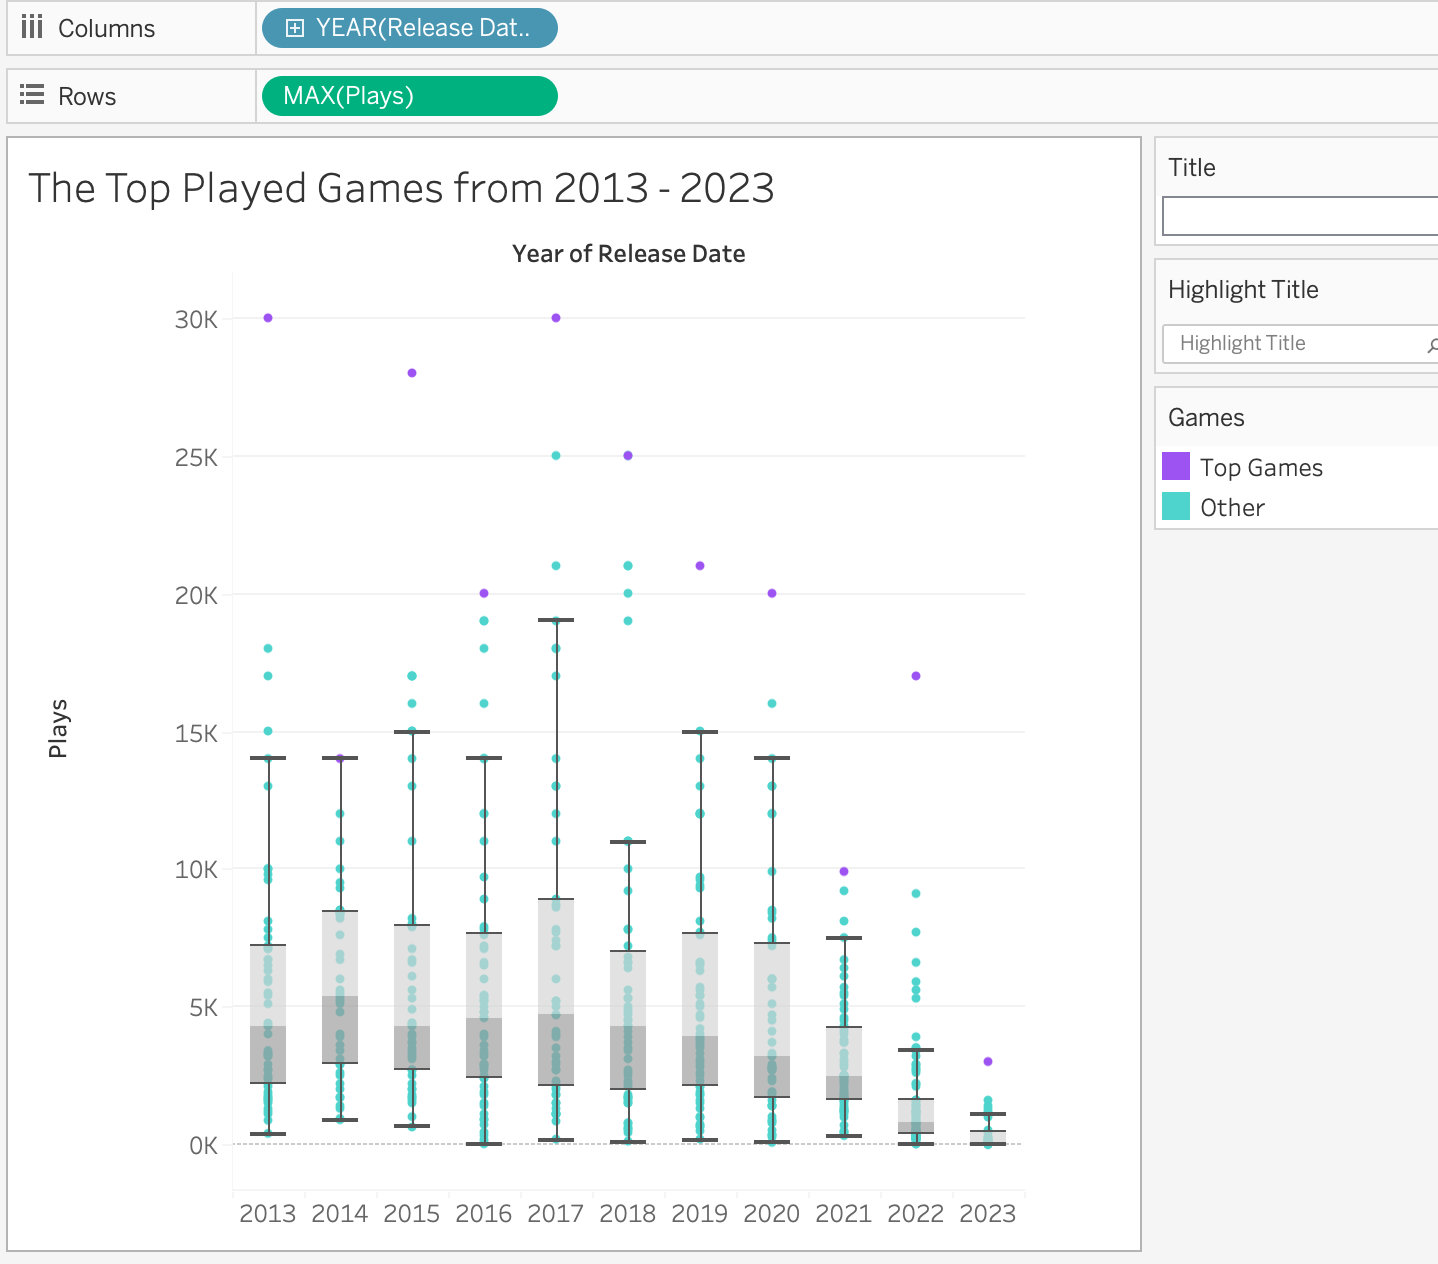 Columns
YEAR(Release Dat..
Rows
MAX(Plays)
The Top Played Games from 2013 - 2023
Year of Release Date
Plays
30K
25K
20K
15K
10K
5K
0K
2013 2014 2015 2016 2017 2018 2019 2020 2021 2022 2023
Title
Highlight Title
Highlight Title
Games
Top Games
Other